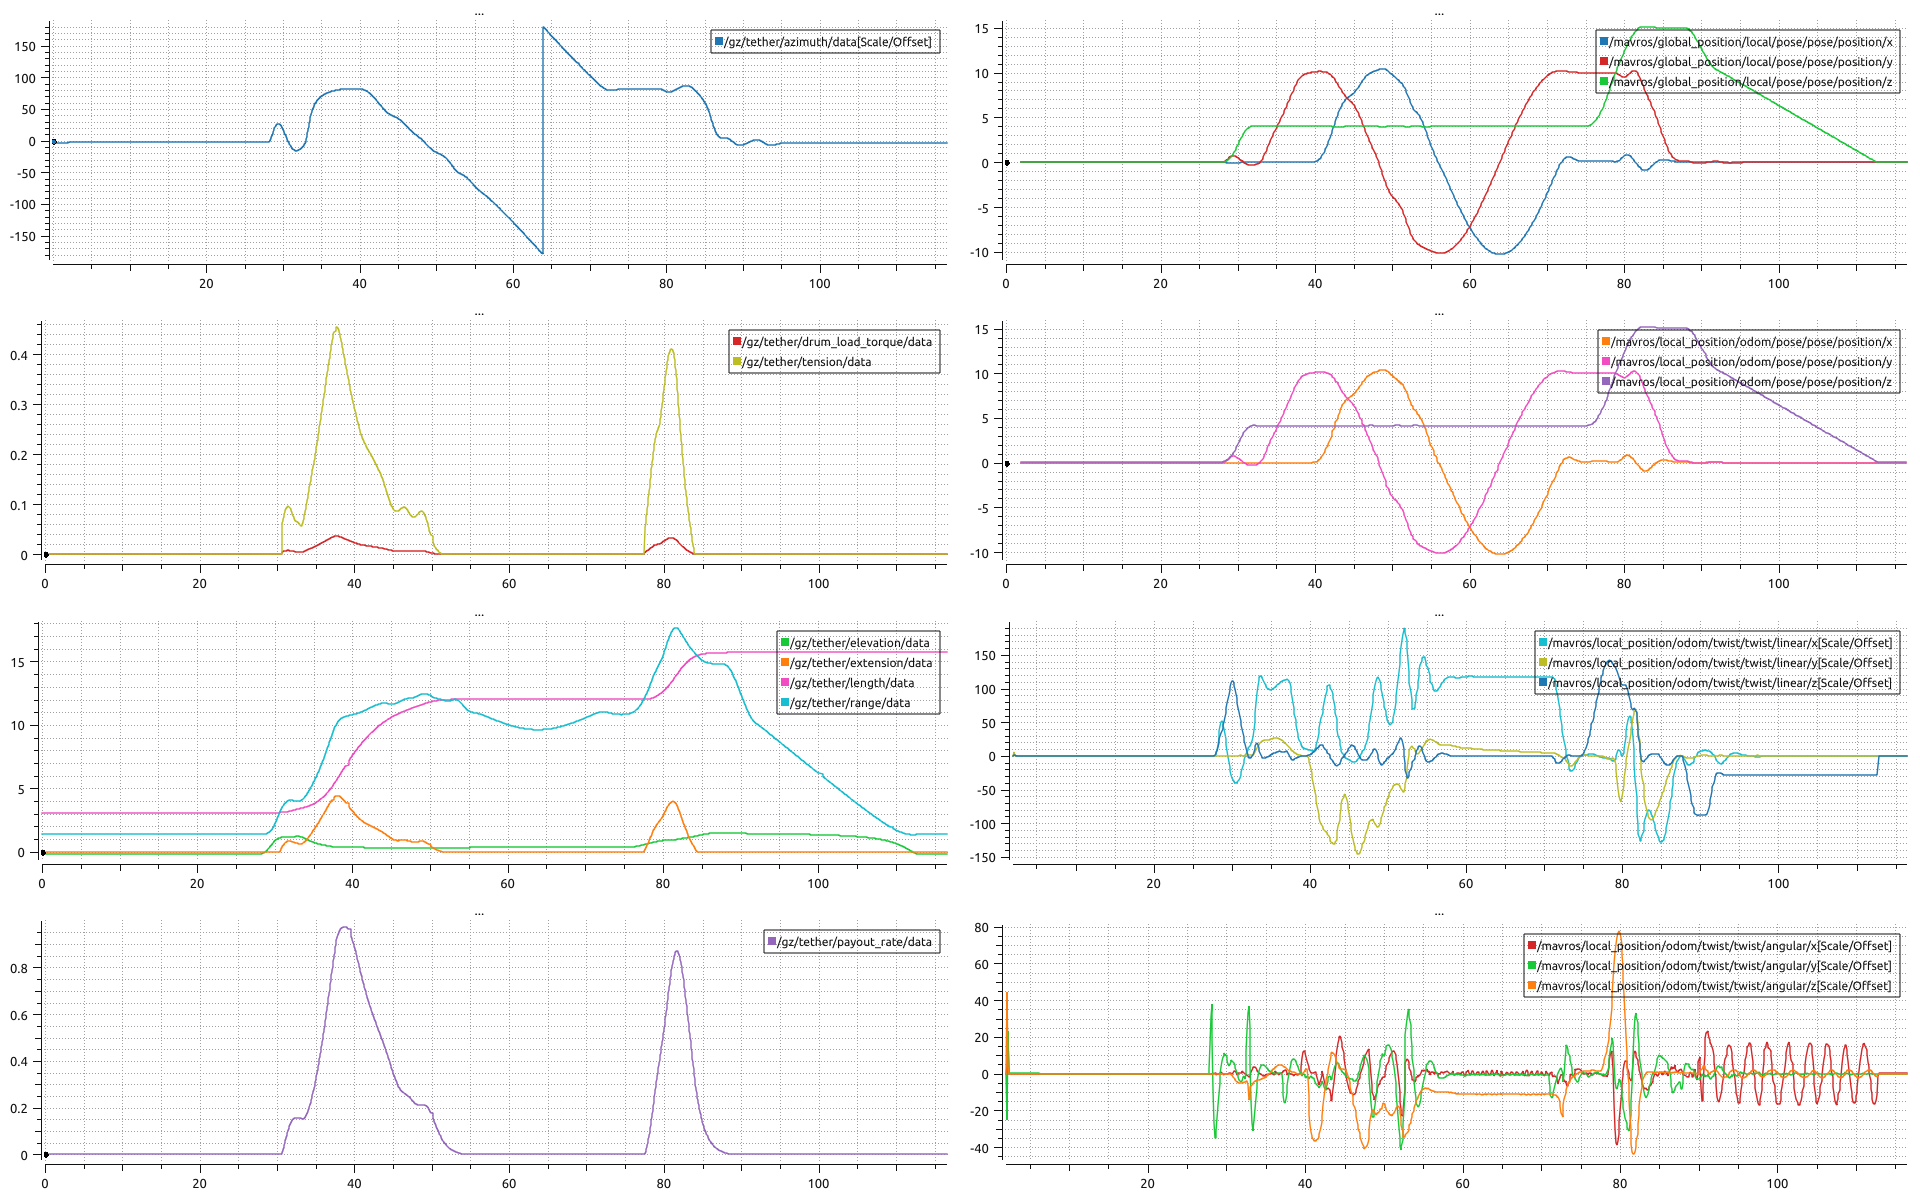 ...
/gz/tether/azimuth/data[Scale/Offset]
150
100
50
0
-50
-100
-150
20 40 60 80 100
...
/mavros/global_position/local/pose/pose/position/x
/mavros/global_position/local/pose/pose/position/y
/mavros/global_position/local/pose/pose/position/z
15
10
5
0
-5
-10
0 20 40 60 80 100
...
/gz/tether/drum_load_torque/data
/gz/tether/tension/data
0.4
0.3
0.2
0.1
0
0 20 40 60 80 100
...
/mavros/local_position/odom/pose/pose/position/x
/mavros/local_position/odom/pose/pose/position/y
/mavros/local_position/odom/pose/pose/position/z
15
10
5
0
-5
-10
0 20 40 60 80 100
...
/gz/tether/elevation/data
/gz/tether/extension/data
/gz/tether/length/data
/gz/tether/range/data
15
10
5
0
0 20 40 60 80 100
...
/mavros/local_position/odom/twist/twist/linear/x[Scale/Offset]
/mavros/local_position/odom/twist/twist/linear/y[Scale/Offset]
/mavros/local_position/odom/twist/twist/linear/z[Scale/Offset]
150
100
50
0
-50
-100
-150
20 40 60 80 100
...
/gz/tether/payout_rate/data
0.8
0.6
0.4
0.2
0
0 20 40 60 80 100
...
/mavros/local_position/odom/twist/twist/angular/x[Scale/Offset]
/mavros/local_position/odom/twist/twist/angular/y[Scale/Offset]
/mavros/local_position/odom/twist/twist/angular/z[Scale/Offset]
80
60
40
20
0
-20
-40
20 40 60 80 100